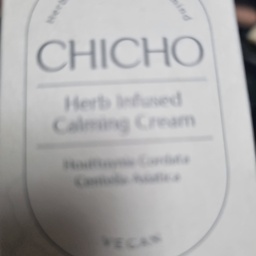 CHICHO
Herb Infused
Calming Cream
Houttuynia Cordata
Centella Asiatica
VEGAN